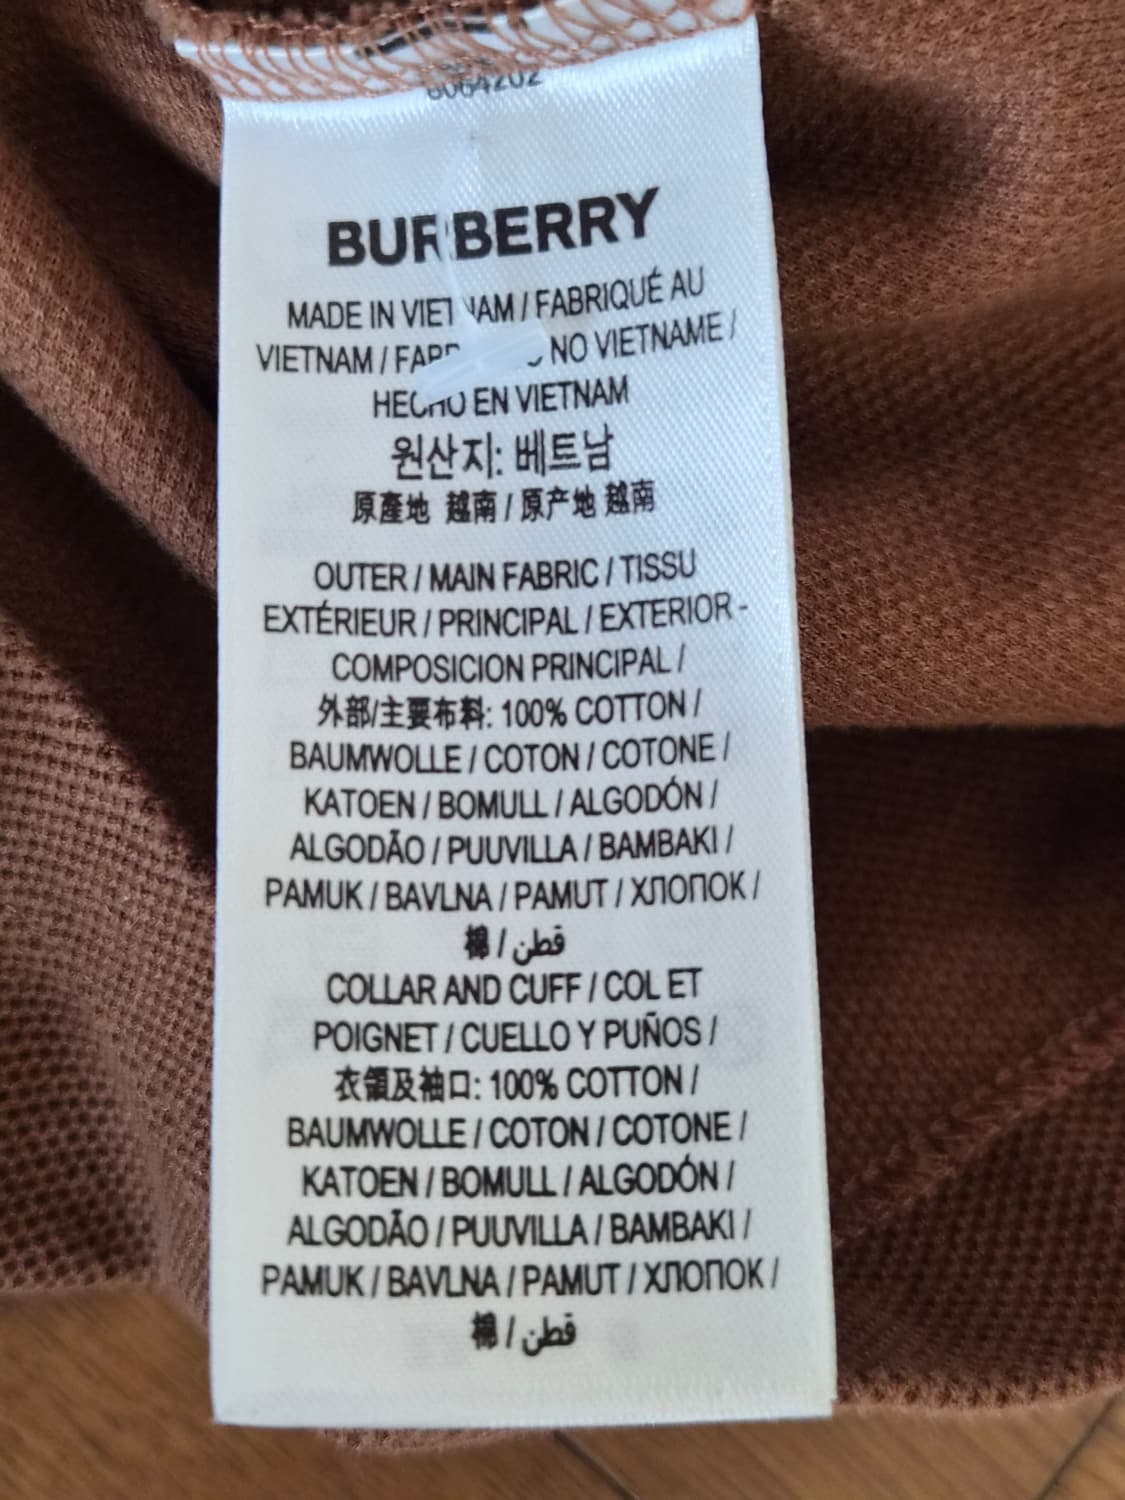 8064202
BURBERRY
MADE IN VIETNAM / FABRIQUÉ AU
VIETNAM / NO VIETNAME /
HECHO EN VIETNAM
원산지: 베트남
原產地 越南 / 原产地 越南
OUTER / MAIN FABRIC / TISSU
EXTÉRIEUR / PRINCIPAL / EXTERIOR -
COMPOSICION PRINCIPAL /
外部/主要布料: 100% COTTON /
BAUMWOLLE / COTON / COTONE /
KATOEN / BOMULL / ALGODÓN /
ALGODÃO / PUUVILLA / BAMBAKI /
PAMUK / BAVLNA / PAMUT / ХЛОПОК /
棉 / قطن
COLLAR AND CUFF / COL ET
POIGNET / CUELLO Y PUÑOS /
衣領及袖口: 100% COTTON /
BAUMWOLLE / COTON / COTONE /
KATOEN / BOMULL / ALGODÓN /
ALGODÃO / PUUVILLA / BAMBAKI /
PAMUK / BAVLNA / PAMUT / ХЛОПОК /
棉 / قطن